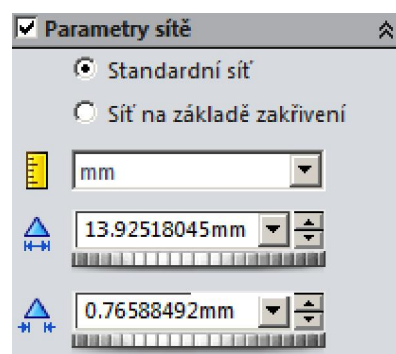 Parametry sítě
Standardní síť
Síť na základě zakřivení
mm
13.92518045mm
0.76588492mm